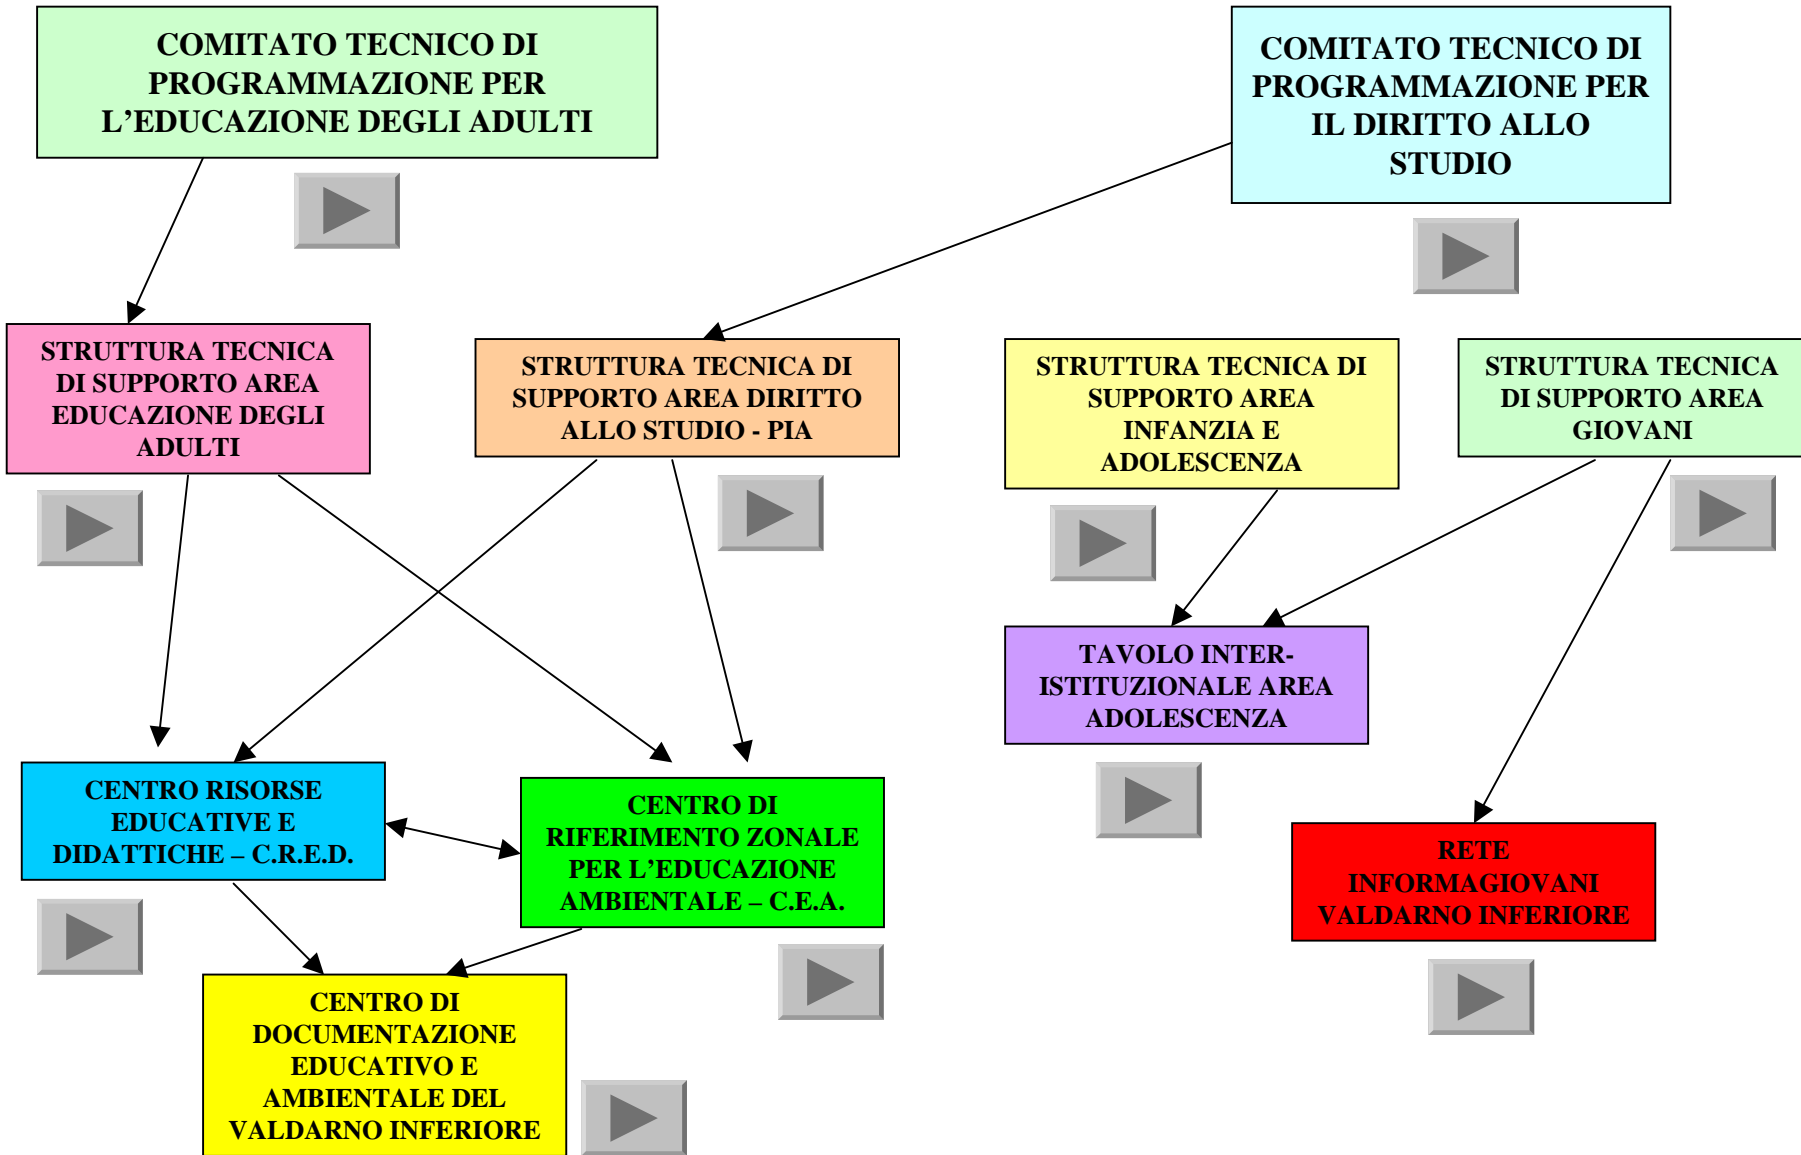 COMITATO TECNICO DI
PROGRAMMAZIONE PER
L'EDUCAZIONE DEGLI ADULTI
COMITATO TECNICO DI
PROGRAMMAZIONE PER
IL DIRITTO ALLO
STUDIO
STRUTTURA TECNICA
DI SUPPORTO AREA
EDUCAZIONE DEGLI
ADULTI
STRUTTURA TECNICA DI
SUPPORTO AREA DIRITTO
ALLO STUDIO - PIA
STRUTTURA TECNICA DI
SUPPORTO AREA
INFANZIA E
ADOLESCENZA
STRUTTURA TECNICA
DI SUPPORTO AREA
GIOVANI
TAVOLO INTER-
ISTITUZIONALE AREA
ADOLESCENZA
CENTRO RISORSE
EDUCATIVE E
DIDATTICHE – C.R.E.D.
CENTRO DI
RIFERIMENTO ZONALE
PER L'EDUCAZIONE
AMBIENTALE – C.E.A.
RETE
INFORMAGIOVANI
VALDARNO INFERIORE
CENTRO DI
DOCUMENTAZIONE
EDUCATIVO E
AMBIENTALE DEL
VALDARNO INFERIORE